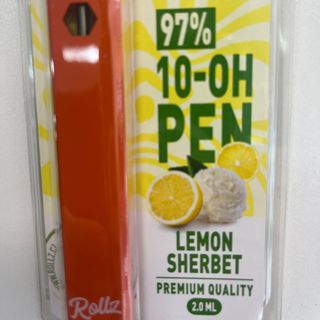 97%
10-OH
PEN
LEMON
SHERBET
PREMIUM QUALITY
2.0 ML
Rollz